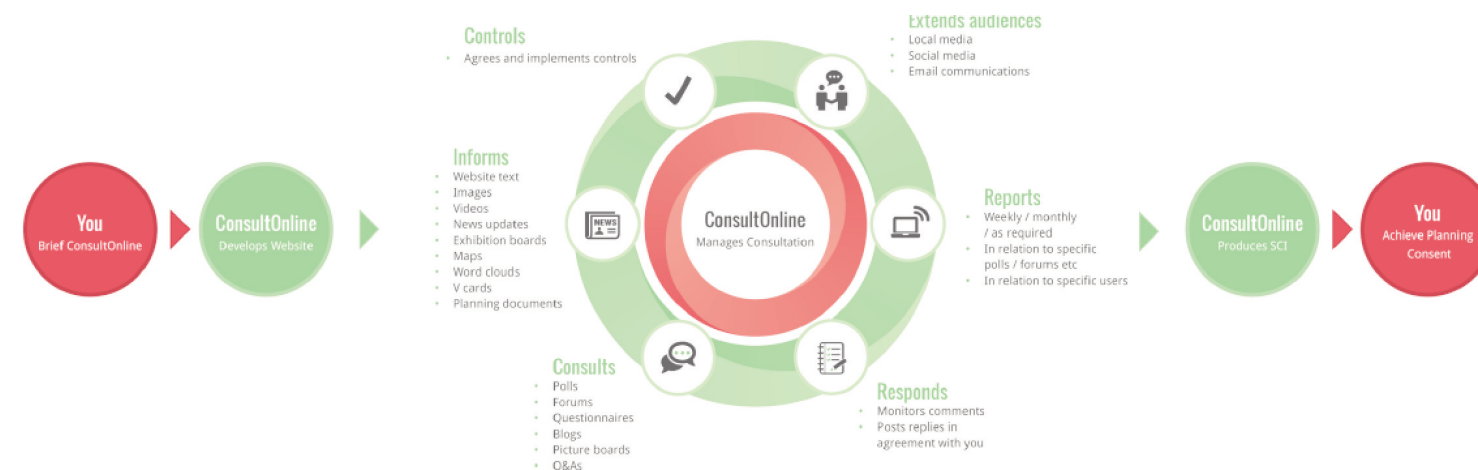 You
Brief ConsultOnline
ConsultOnline
Develops Website
Controls
Agrees and implements controls
Informs
Website text
Images
Videos
News updates
Exhibition boards
Maps
Word clouds
V cards
Planning documents
Consults
Polls
Forums
Questionnaires
Blogs
Picture boards
Q&As
NEWS
ConsultOnline
Manages Consultation
Extends audiences
Local media
Social media
Email communications
Reports
Weekly / monthly
/ as required
In relation to specific
polls / forums etc
In relation to specific users
Responds
Monitors comments
Posts replies in
agreement with you
ConsultOnline
Produces SCI
You
Achieve Planning
Consent